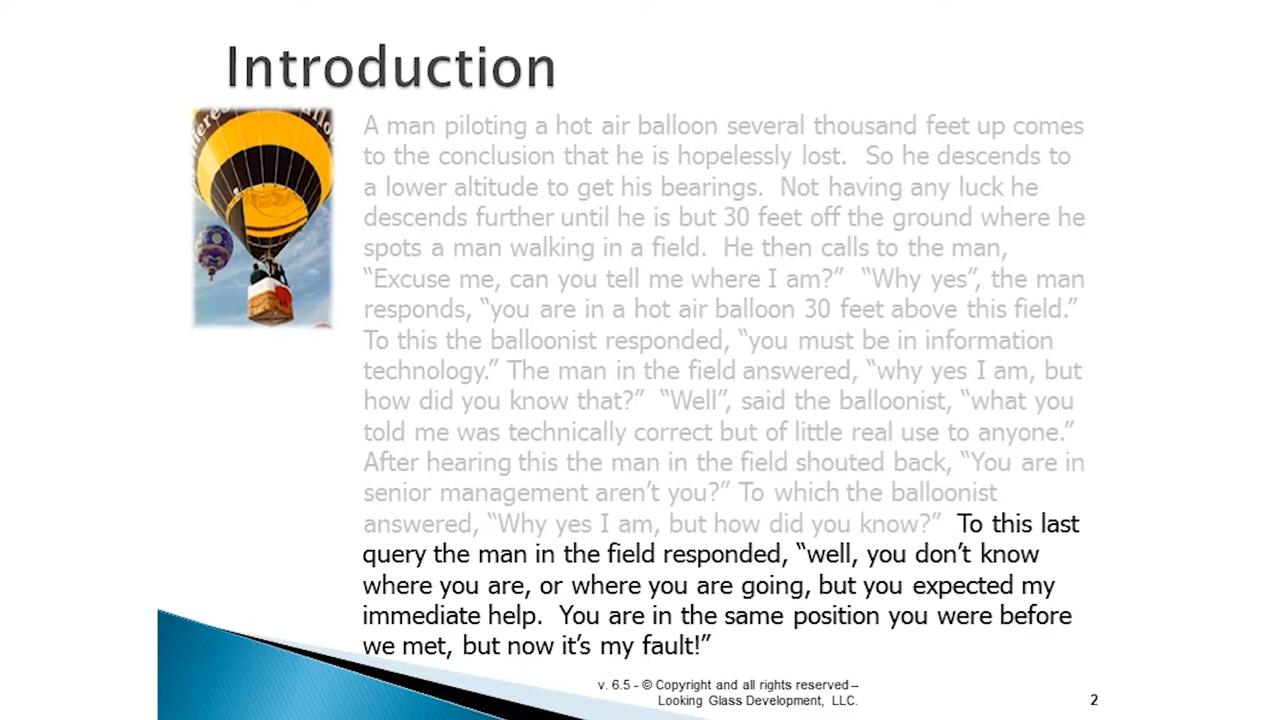 Introduction
A man piloting a hot air balloon several thousand feet up comes
to the conclusion that he is hopelessly lost.  So he descends to
a lower altitude to get his bearings.  Not having any luck he
descends further until he is but 30 feet off the ground where he
spots a man walking in a field.  He then calls to the man,
“Excuse me, can you tell me where I am?”  “Why yes”, the man
responds, “you are in a hot air balloon 30 feet above this field.”
To this the balloonist responded, “you must be in information
technology.” The man in the field answered, “why yes I am, but
how did you know that?”  “Well”, said the balloonist, “what you
told me was technically correct but of little real use to anyone.”
After hearing this the man in the field shouted back, “You are in
senior management aren’t you?” To which the balloonist
answered, “Why yes I am, but how did you know?”  To this last
query the man in the field responded, “well, you don’t know
where you are, or where you are going, but you expected my
immediate help.  You are in the same position you were before
we met, but now it’s my fault!”
v. 6.5 - © Copyright and all rights reserved –
Looking Glass Development, LLC.
2